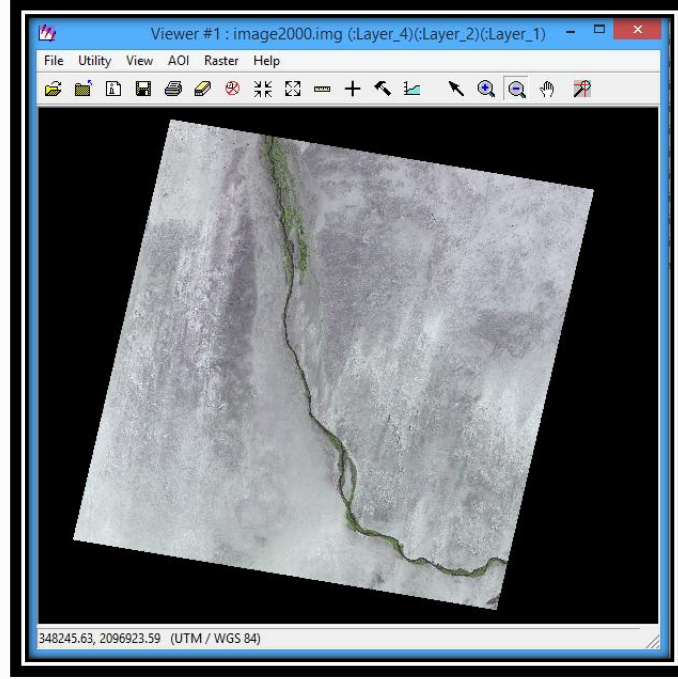 Viewer #1 : image2000.img (:Layer_4)(:Layer_2)(:Layer_1)
File Utility View AOI Raster Help
348245.63, 2096923.59 (UTM / WGS 84)